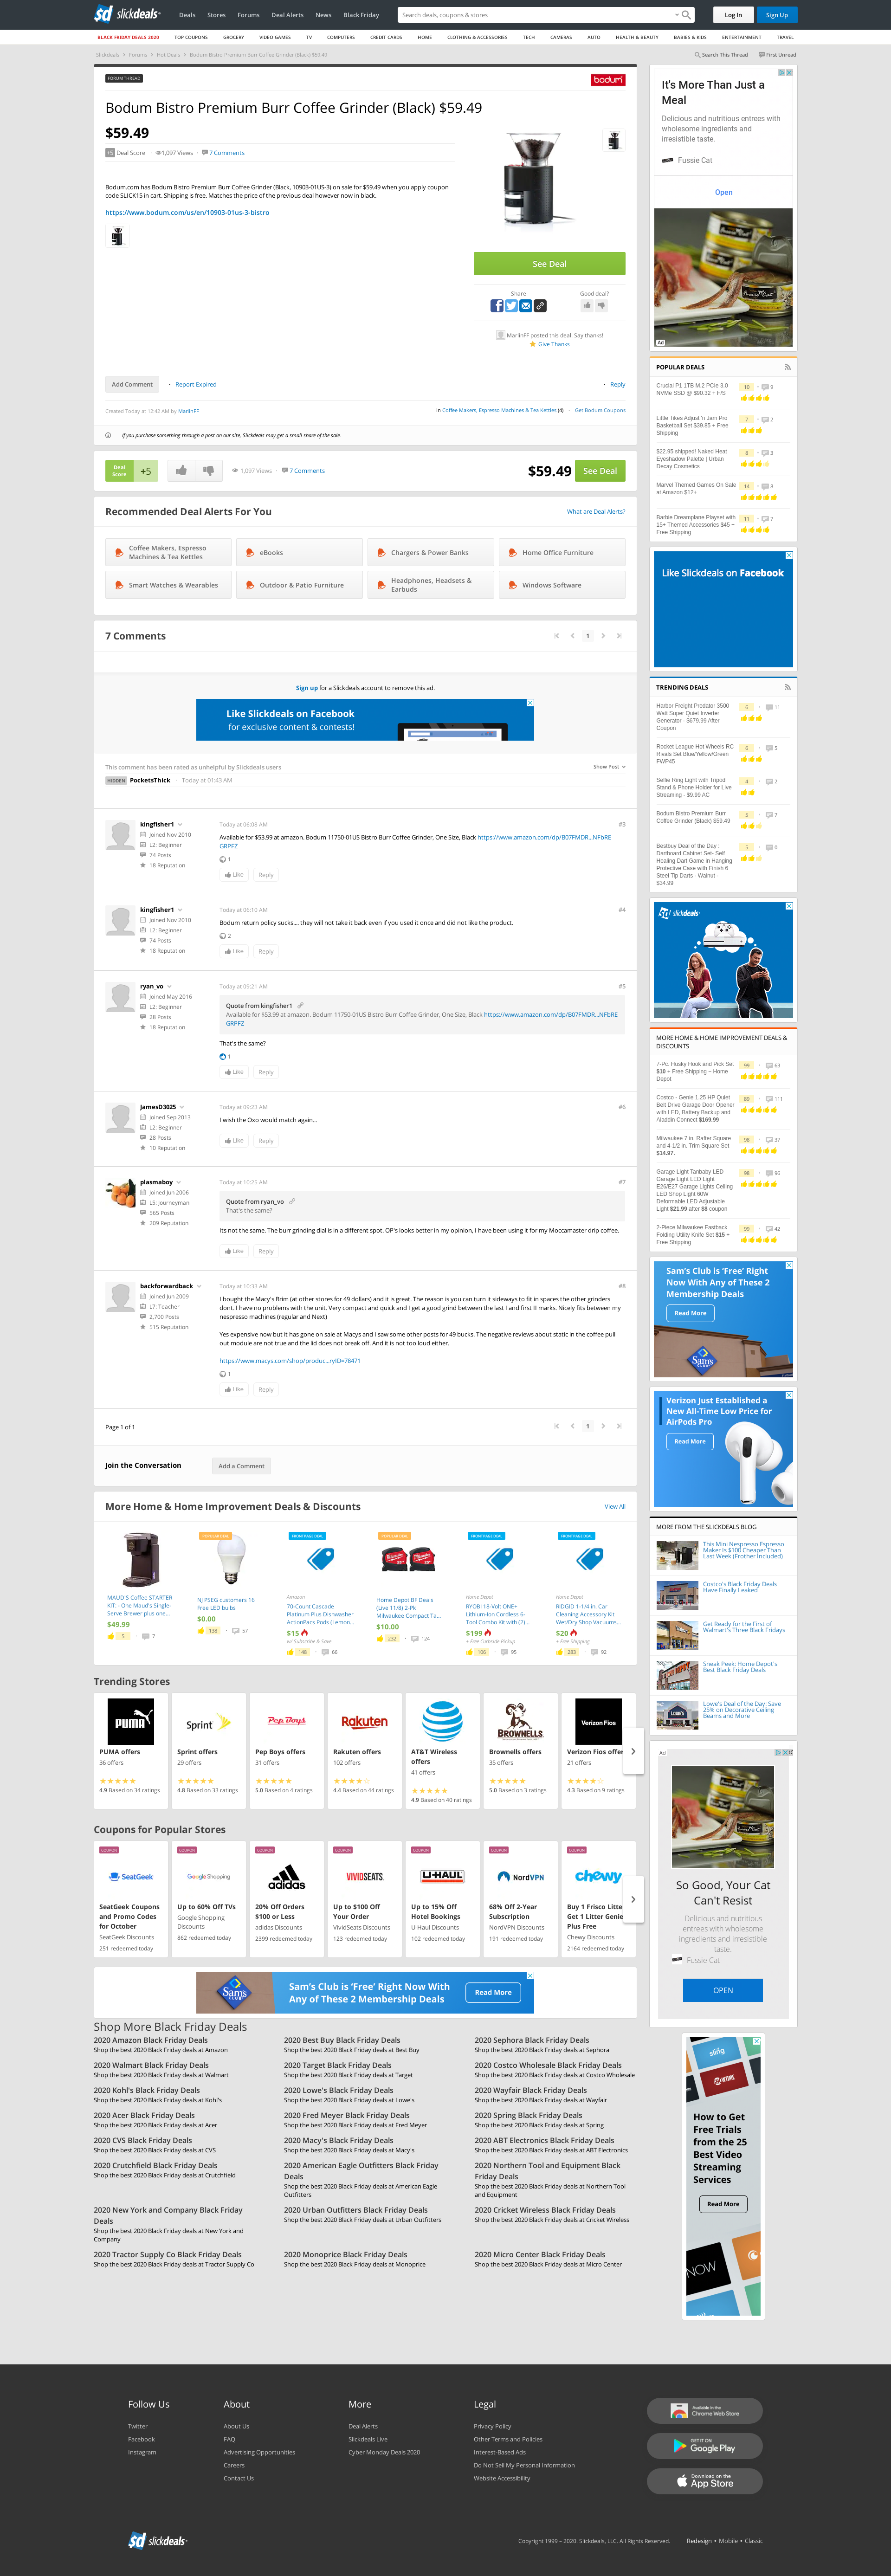 slickdeals
Deals
Stores
Forums
Deal Alerts
News
Black Friday
Search deals, coupons & stores
Log In
Sign Up
BLACK FRIDAY DEALS 2020
TOP COUPONS
GROCERY
VIDEO GAMES
TV
COMPUTERS
CREDIT CARDS
HOME
CLOTHING & ACCESSORIES
TECH
CAMERAS
AUTO
HEALTH & BEAUTY
BABIES & KIDS
ENTERTAINMENT
TRAVEL
Slickdeals > Forums > Hot Deals > Bodum Bistro Premium Burr Coffee Grinder (Black) $59.49
Search This Thread
First Unread
FORUM THREAD
bodum
Bodum Bistro Premium Burr Coffee Grinder (Black) $59.49
$59.49
+5 Deal Score · 1,097 Views · 7 Comments
Bodum.com has Bodum Bistro Premium Burr Coffee Grinder (Black, 10903-01US-3) on sale for $59.49 when you apply coupon
code SLICK15 in cart. Shipping is free. Matches the price of the previous deal however now in black.
https://www.bodum.com/us/en/10903-01us-3-bistro
See Deal
Share
Good deal?
MarlinFF posted this deal. Say thanks!
Give Thanks
Add Comment
· Report Expired
· Reply
Created Today at 12:42 AM by MarlinFF
in Coffee Makers, Espresso Machines & Tea Kettles (4) · Get Bodum Coupons
If you purchase something through a post on our site, Slickdeals may get a small share of the sale.
Deal Score
+5
1,097 Views · 7 Comments
$59.49
See Deal
Recommended Deal Alerts For You
What are Deal Alerts?
Coffee Makers, Espresso Machines & Tea Kettles
eBooks
Chargers & Power Banks
Home Office Furniture
Smart Watches & Wearables
Outdoor & Patio Furniture
Headphones, Headsets & Earbuds
Windows Software
7 Comments
1
Sign up for a Slickdeals account to remove this ad.
Like Slickdeals on Facebook
for exclusive content & contests!
This comment has been rated as unhelpful by Slickdeals users
Show Post
HIDDEN PocketsThick · Today at 01:43 AM
kingfisher1
Joined Nov 2010
L2: Beginner
74 Posts
18 Reputation
Today at 06:08 AM
#3
Available for $53.99 at amazon. Bodum 11750-01US Bistro Burr Coffee Grinder, One Size, Black https://www.amazon.com/dp/B07FMDR...NFbRE
GRPFZ
1
Like
Reply
kingfisher1
Joined Nov 2010
L2: Beginner
74 Posts
18 Reputation
Today at 06:10 AM
#4
Bodum return policy sucks.... they will not take it back even if you used it once and did not like the product.
2
Like
Reply
ryan_vo
Joined May 2016
L2: Beginner
28 Posts
18 Reputation
Today at 09:21 AM
#5
Quote from kingfisher1
Available for $53.99 at amazon. Bodum 11750-01US Bistro Burr Coffee Grinder, One Size, Black https://www.amazon.com/dp/B07FMDR...NFbRE
GRPFZ
That's the same?
1
Like
Reply
JamesD3025
Joined Sep 2013
L2: Beginner
28 Posts
10 Reputation
Today at 09:23 AM
#6
I wish the Oxo would match again...
Like
Reply
plasmaboy
Joined Jun 2006
L5: Journeyman
565 Posts
209 Reputation
Today at 10:25 AM
#7
Quote from ryan_vo
That's the same?
Its not the same. The burr grinding dial is in a different spot. OP's looks better in my opinion, I have been using it for my Moccamaster drip coffee.
Like
Reply
backforwardback
Joined Jun 2009
L7: Teacher
2,700 Posts
515 Reputation
Today at 10:33 AM
#8
I bought the Macy's Brim (at other stores for 49 dollars) and it is great. The reason is you can turn it sideways to fit in spaces the other grinders
dont. I have no problems with the unit. Very compact and quick and I get a good grind between the last I and first II marks. Nicely fits between my
nespresso machines (regular and Next)
Yes expensive now but it has gone on sale at Macys and I saw some other posts for 49 bucks. The negative reviews about static in the coffee pull
out module are not true and the lid does not break off. And it is not too loud either.
https://www.macys.com/shop/produc...ryID=78471
1
Like
Reply
Page 1 of 1
1
Join the Conversation
Add a Comment
More Home & Home Improvement Deals & Discounts
View All
MAUD'S Coffee STARTER
KIT: - One Maud's Single-
Serve Brewer plus one...
$49.99
5 · 7
POPULAR DEAL
NJ PSEG customers 16
Free LED bulbs
$0.00
138 · 57
FRONTPAGE DEAL
Amazon
70-Count Cascade
Platinum Plus Dishwasher
ActionPacs Pods (Lemon...
$15
w/ Subscribe & Save
148 · 66
POPULAR DEAL
Home Depot BF Deals
(Live 11/8) 2-Pk
Milwaukee Compact Ta...
$10.00
232 · 124
FRONTPAGE DEAL
Home Depot
RYOBI 18-Volt ONE+
Lithium-Ion Cordless 6-
Tool Combo Kit with (2)...
$199
+ Free Curbside Pickup
106 · 95
FRONTPAGE DEAL
Home Depot
RIDGID 1-1/4 in. Car
Cleaning Accessory Kit
Wet/Dry Shop Vacuums...
$20
+ Free Shipping
283 · 92
Trending Stores
PUMA
PUMA offers
36 offers
4.9 Based on 34 ratings
Sprint
Sprint offers
29 offers
4.8 Based on 33 ratings
Pep Boys
Pep Boys offers
31 offers
5.0 Based on 4 ratings
Rakuten
Rakuten offers
102 offers
4.4 Based on 44 ratings
AT&T
AT&T Wireless offers
41 offers
4.9 Based on 40 ratings
BROWNELLS
Brownells offers
35 offers
5.0 Based on 3 ratings
Verizon Fios
Verizon Fios offer
21 offers
4.3 Based on 9 ratings
Coupons for Popular Stores
COUPON
SeatGeek
SeatGeek Coupons
and Promo Codes
for October
SeatGeek Discounts
251 redeemed today
COUPON
Google Shopping
Up to 60% Off TVs
Google Shopping
Discounts
862 redeemed today
COUPON
adidas
20% Off Orders
$100 or Less
adidas Discounts
2399 redeemed today
COUPON
VIVIDSEATS
Up to $100 Off
Your Order
VividSeats Discounts
123 redeemed today
COUPON
U-HAUL
Up to 15% Off
Hotel Bookings
U-Haul Discounts
102 redeemed today
COUPON
NordVPN
68% Off 2-Year
Subscription
NordVPN Discounts
191 redeemed today
COUPON
chewy
Buy 1 Frisco Litter
Get 1 Litter Genie
Plus Free
Chewy Discounts
2164 redeemed today
Sam's
Sam's Club is 'Free' Right Now With
Any of These 2 Membership Deals
Read More
Shop More Black Friday Deals
2020 Amazon Black Friday Deals
Shop the best 2020 Black Friday deals at Amazon
2020 Best Buy Black Friday Deals
Shop the best 2020 Black Friday deals at Best Buy
2020 Sephora Black Friday Deals
Shop the best 2020 Black Friday deals at Sephora
2020 Walmart Black Friday Deals
Shop the best 2020 Black Friday deals at Walmart
2020 Target Black Friday Deals
Shop the best 2020 Black Friday deals at Target
2020 Costco Wholesale Black Friday Deals
Shop the best 2020 Black Friday deals at Costco Wholesale
2020 Kohl's Black Friday Deals
Shop the best 2020 Black Friday deals at Kohl's
2020 Lowe's Black Friday Deals
Shop the best 2020 Black Friday deals at Lowe's
2020 Wayfair Black Friday Deals
Shop the best 2020 Black Friday deals at Wayfair
2020 Acer Black Friday Deals
Shop the best 2020 Black Friday deals at Acer
2020 Fred Meyer Black Friday Deals
Shop the best 2020 Black Friday deals at Fred Meyer
2020 Spring Black Friday Deals
Shop the best 2020 Black Friday deals at Spring
2020 CVS Black Friday Deals
Shop the best 2020 Black Friday deals at CVS
2020 Macy's Black Friday Deals
Shop the best 2020 Black Friday deals at Macy's
2020 ABT Electronics Black Friday Deals
Shop the best 2020 Black Friday deals at ABT Electronics
2020 Crutchfield Black Friday Deals
Shop the best 2020 Black Friday deals at Crutchfield
2020 American Eagle Outfitters Black Friday
Deals
Shop the best 2020 Black Friday deals at American Eagle
Outfitters
2020 Northern Tool and Equipment Black
Friday Deals
Shop the best 2020 Black Friday deals at Northern Tool
and Equipment
2020 New York and Company Black Friday
Deals
Shop the best 2020 Black Friday deals at New York and
Company
2020 Urban Outfitters Black Friday Deals
Shop the best 2020 Black Friday deals at Urban Outfitters
2020 Cricket Wireless Black Friday Deals
Shop the best 2020 Black Friday deals at Cricket Wireless
2020 Tractor Supply Co Black Friday Deals
Shop the best 2020 Black Friday deals at Tractor Supply Co
2020 Monoprice Black Friday Deals
Shop the best 2020 Black Friday deals at Monoprice
2020 Micro Center Black Friday Deals
Shop the best 2020 Black Friday deals at Micro Center
It's More Than Just a
Meal
Delicious and nutritious entrees with
wholesome ingredients and
irresistible taste.
Fussie Cat
Open
Ad
POPULAR DEALS
Crucial P1 1TB M.2 PCIe 3.0
NVMe SSD @ $90.32 + F/S
10 · 9
Little Tikes Adjust 'n Jam Pro
Basketball Set $39.85 + Free
Shipping
7 · 2
$22.95 shipped! Naked Heat
Eyeshadow Palette | Urban
Decay Cosmetics
8 · 3
Marvel Themed Games On Sale
at Amazon $12+
14 · 8
Barbie Dreamplane Playset with
15+ Themed Accessories $45 +
Free Shipping
11 · 7
Like Slickdeals on Facebook
TRENDING DEALS
Harbor Freight Predator 3500
Watt Super Quiet Inverter
Generator - $679.99 After
Coupon
6 · 11
Rocket League Hot Wheels RC
Rivals Set Blue/Yellow/Green
FWP45
6 · 5
Selfie Ring Light with Tripod
Stand & Phone Holder for Live
Streaming - $9.99 AC
4 · 2
Bodum Bistro Premium Burr
Coffee Grinder (Black) $59.49
5 · 7
Bestbuy Deal of the Day :
Dartboard Cabinet Set- Self
Healing Dart Game in Hanging
Protective Case with Finish 6
Steel Tip Darts - Walnut -
$34.99
5 · 0
slickdeals
MORE HOME & HOME IMPROVEMENT DEALS &
DISCOUNTS
7-Pc. Husky Hook and Pick Set
$10 + Free Shipping ~ Home
Depot
99 · 63
Costco - Genie 1.25 HP Quiet
Belt Drive Garage Door Opener
with LED, Battery Backup and
Aladdin Connect $169.99
89 · 111
Milwaukee 7 in. Rafter Square
and 4-1/2 in. Trim Square Set
$14.97.
98 · 37
Garage Light Tanbaby LED
Garage Light LED Light
E26/E27 Garage Lights Ceiling
LED Shop Light 60W
Deformable LED Adjustable
Light $21.99 after $8 coupon
98 · 96
2-Piece Milwaukee Fastback
Folding Utility Knife Set $15 +
Free Shipping
99 · 42
Sam's Club is 'Free' Right
Now With Any of These 2
Membership Deals
Read More
Sam's
Verizon Just Established a
New All-Time Low Price for
AirPods Pro
Read More
MORE FROM THE SLICKDEALS BLOG
This Mini Nespresso Espresso
Maker Is $100 Cheaper Than
Last Week (Frother Included)
Costco's Black Friday Deals
Have Finally Leaked
Get Ready for the First of
Walmart's Three Black Fridays
Sneak Peek: Home Depot's
Best Black Friday Deals
Lowe's Deal of the Day: Save
25% on Decorative Ceiling
Beams and More
Ad
So Good, Your Cat
Can't Resist
Delicious and nutritious
entrees with wholesome
ingredients and irresistible
taste.
Fussie Cat
OPEN
sling
SHOWTIME
How to Get
Free Trials
from the 25
Best Video
Streaming
Services
Read More
NOW
Follow Us
Twitter
Facebook
Instagram
About
About Us
FAQ
Advertising Opportunities
Careers
Contact Us
More
Deal Alerts
Slickdeals Live
Cyber Monday Deals 2020
Legal
Privacy Policy
Other Terms and Policies
Interest-Based Ads
Do Not Sell My Personal Information
Website Accessibility
Available in the
Chrome Web Store
GET IT ON
Google Play
Download on the
App Store
slickdeals
Copyright 1999 - 2020. Slickdeals, LLC. All Rights Reserved.
Redesign • Mobile • Classic